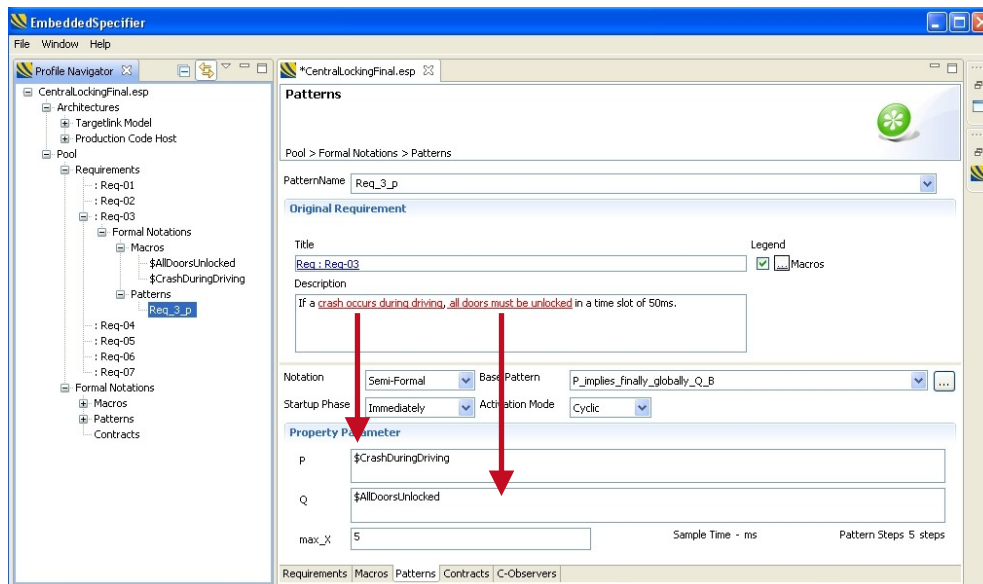 EmbeddedSpecifier
File Window Help
Profile Navigator
CentralLockingFinal.esp
Architectures
Targetlink Model
Production Code Host
Pool
Requirements
: Req-01
: Req-02
: Req-03
Formal Notations
Macros
$AllDoorsUnlocked
$CrashDuringDriving
Patterns
Req_3_p
: Req-04
: Req-05
: Req-06
: Req-07
Formal Notations
Macros
Patterns
Contracts
*CentralLockingFinal.esp
Patterns
Pool > Formal Notations > Patterns
PatternName Req_3_p
Original Requirement
Title Legend
Req : Req-03 ... Macros
Description
If a crash occurs during driving, all doors must be unlocked in a time slot of 50ms.
Notation Semi-Formal Base Pattern P_implies_finally_globally_Q_B ...
Startup Phase Immediately Activation Mode Cyclic
Property Parameter
P $CrashDuringDriving
Q $AllDoorsUnlocked
max_X 5 Sample Time - ms Pattern Steps 5 steps
Requirements Macros Patterns Contracts C-Observers